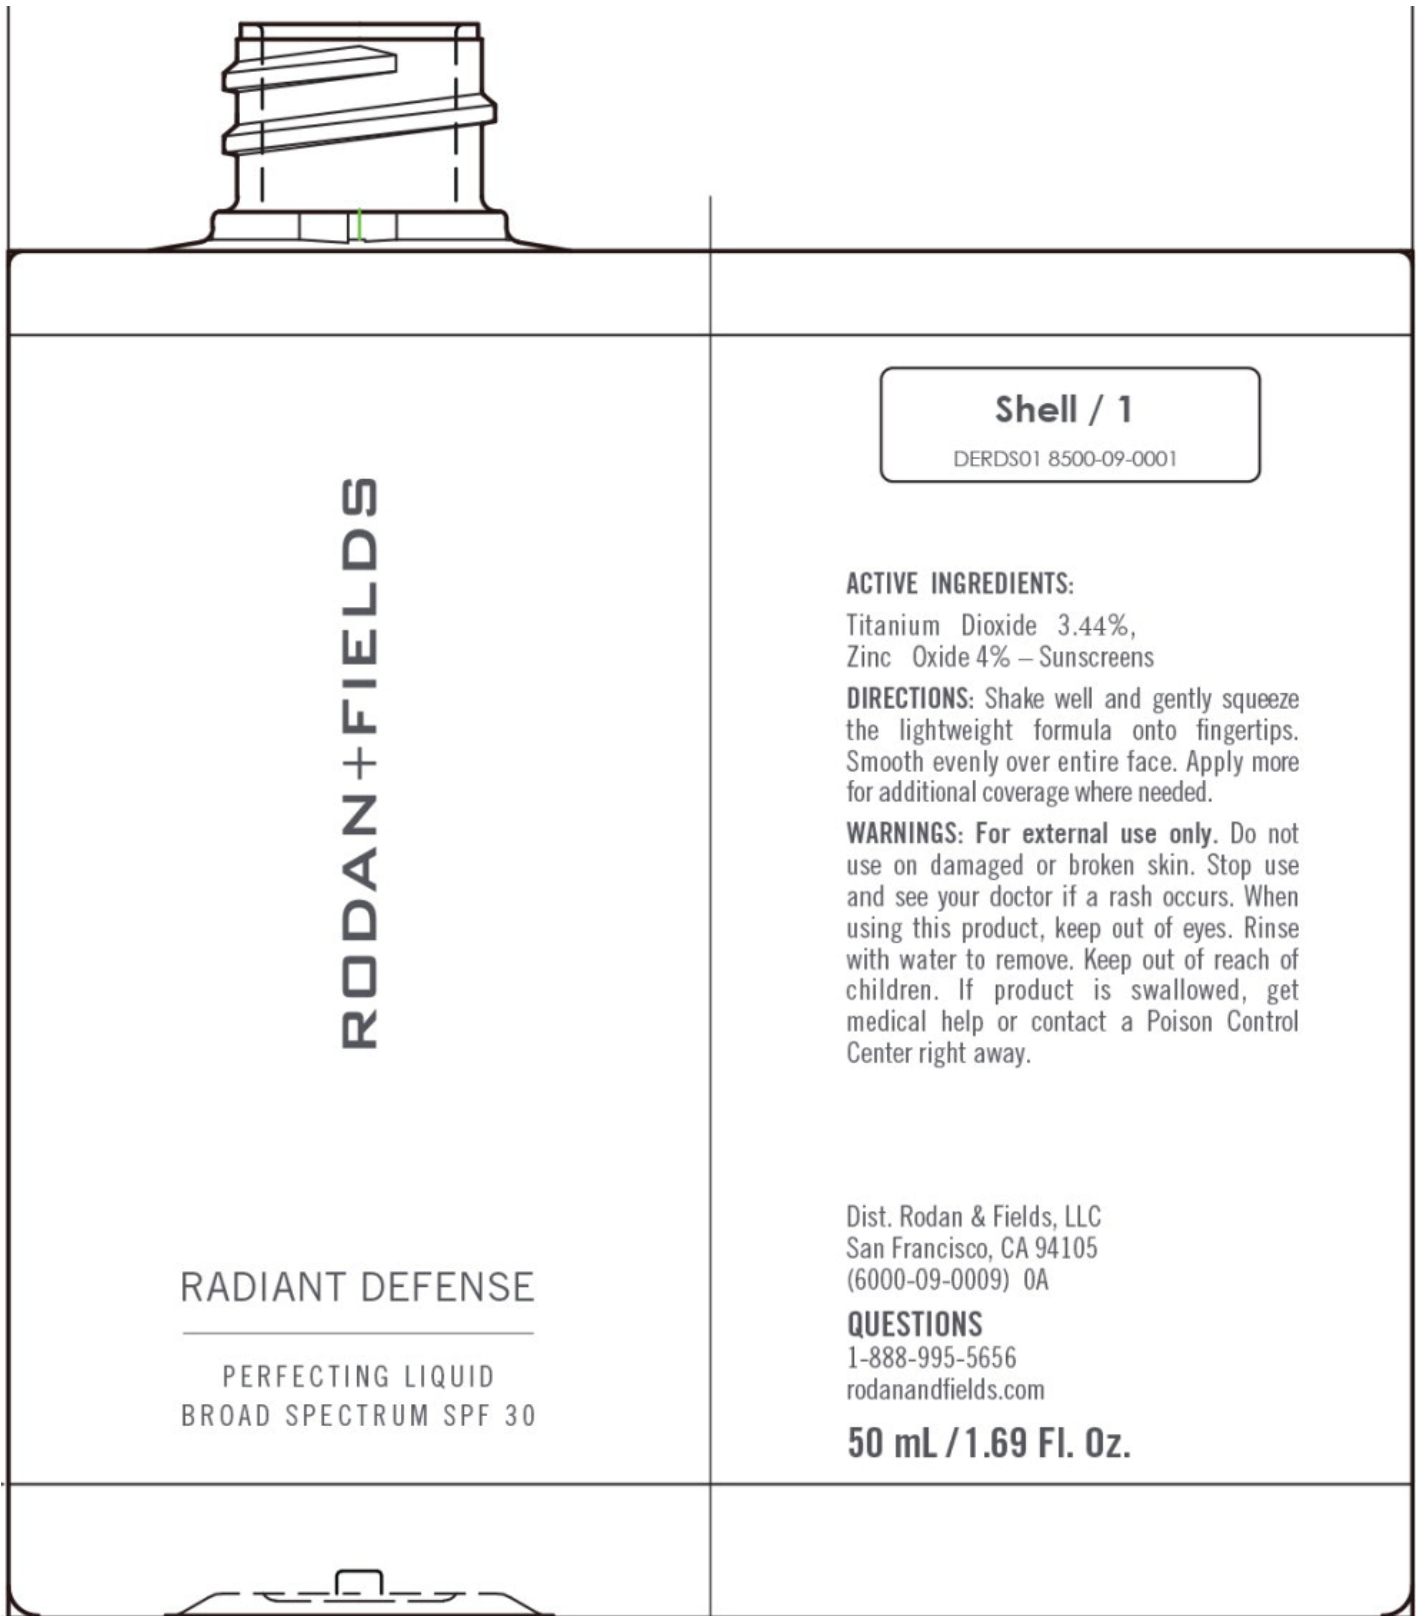 RODAN+FIELDS
RADIANT DEFENSE
PERFECTING LIQUID
BROAD SPECTRUM SPF 30
Shell / 1
DERDS01 8500-09-0001
ACTIVE INGREDIENTS:
Titanium Dioxide 3.44%,
Zinc Oxide 4% – Sunscreens
DIRECTIONS: Shake well and gently squeeze
the lightweight formula onto fingertips.
Smooth evenly over entire face. Apply more
for additional coverage where needed.
WARNINGS: For external use only. Do not
use on damaged or broken skin. Stop use
and see your doctor if a rash occurs. When
using this product, keep out of eyes. Rinse
with water to remove. Keep out of reach of
children. If product is swallowed, get
medical help or contact a Poison Control
Center right away.
Dist. Rodan & Fields, LLC
San Francisco, CA 94105
(6000-09-0009) 0A
QUESTIONS
1-888-995-5656
rodanandfields.com
50 mL / 1.69 Fl. Oz.